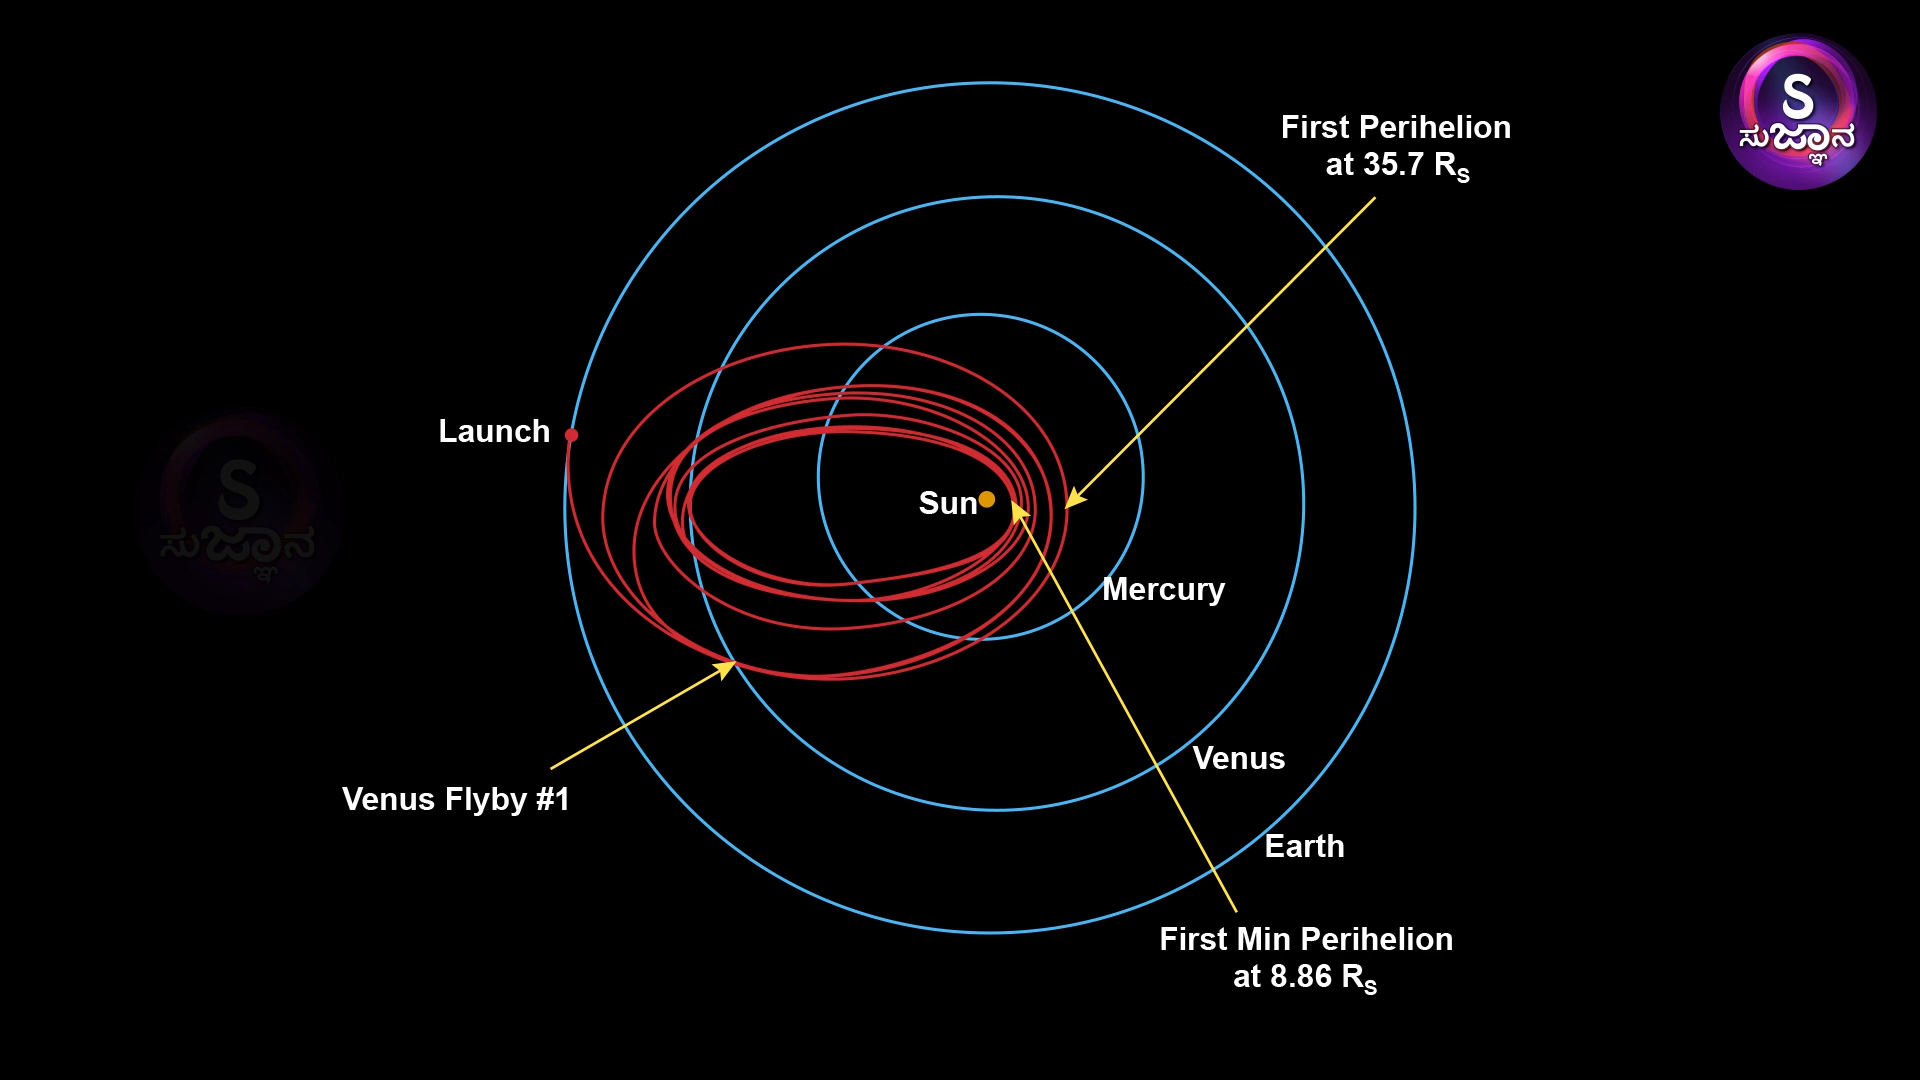 First Perihelion
at 35.7 Rs
S
ಸುಜ್ಞಾನ
Launch
Sun
S
ಸುಜ್ಞಾನ
Mercury
Venus
Venus Flyby #1
Earth
First Min Perihelion
at 8.86 Rs